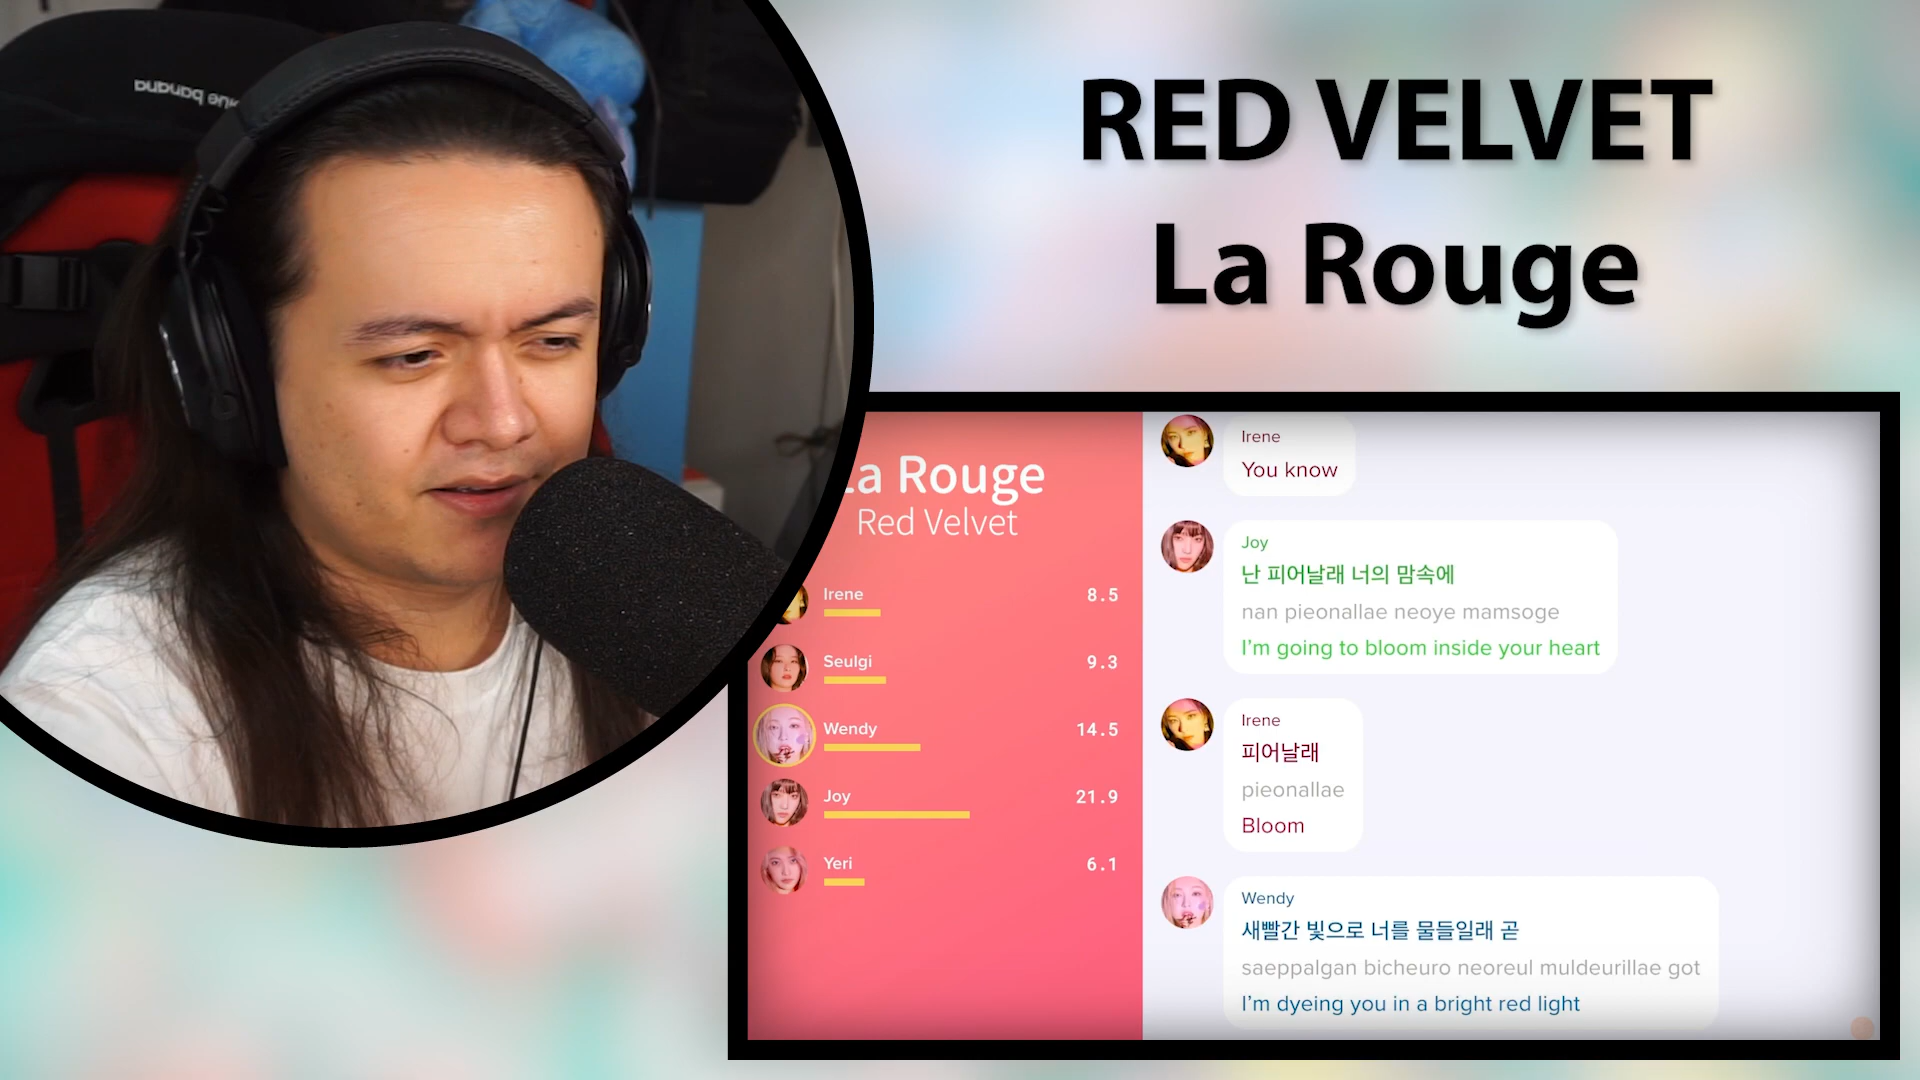 RED VELVET
La Rouge
La Rouge
Red Velvet
Irene 8.5
Seulgi 9.3
Wendy 14.5
Joy 21.9
Yeri 6.1
Irene
You know
Joy
난 피어날래 너의 맘속에
nan pieonallae neoye mamsoge
I'm going to bloom inside your heart
Irene
피어날래
pieonallae
Bloom
Wendy
새빨간 빛으로 너를 물들일래 곧
saeppalgan bicheuro neoreul muldeurillae got
I'm dyeing you in a bright red light